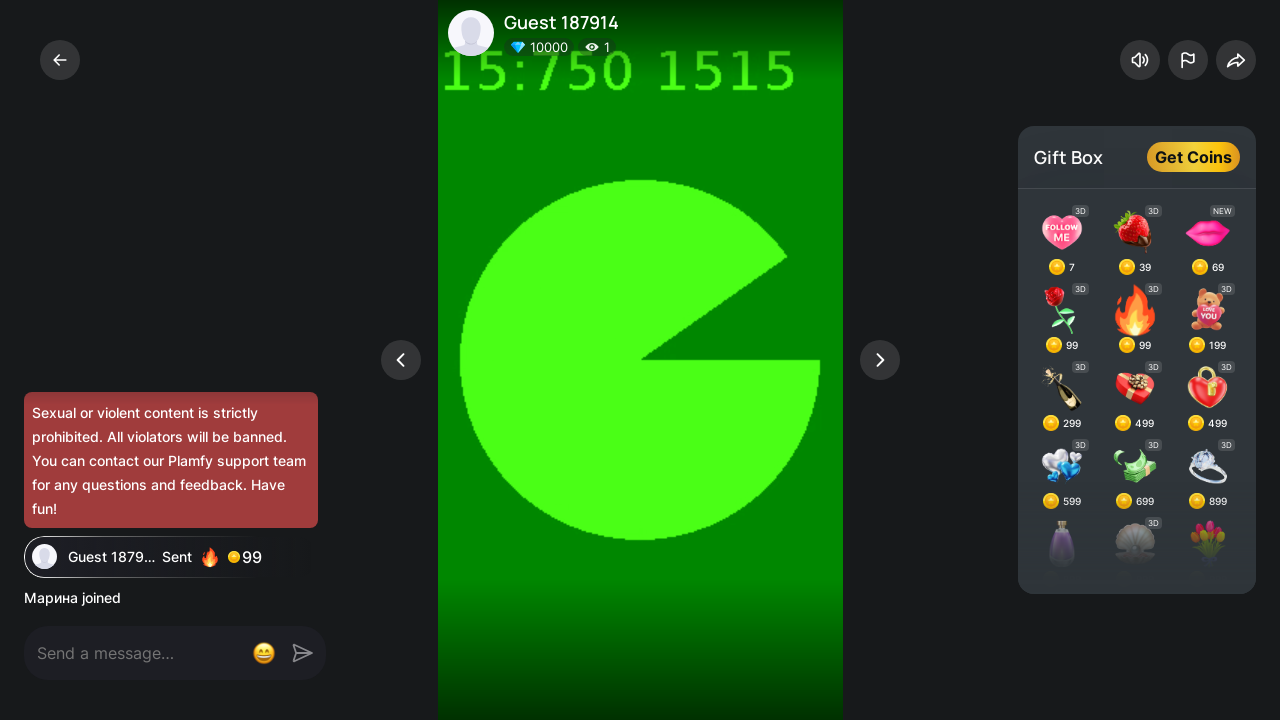 Guest 187914
10000 1
15:750 1515
Gift Box Get Coins
3D 3D NEW
FOLLOW
ME
7 39 69
3D 3D 3D
LOVE
YOU
99 99 199
3D 3D 3D
299 499 499
3D 3D 3D
599 699 899
3D
Sexual or violent content is strictly
prohibited. All violators will be banned.
You can contact our Plamfy support team
for any questions and feedback. Have
fun!
Guest 1879... Sent 99
Марина joined
Send a message...